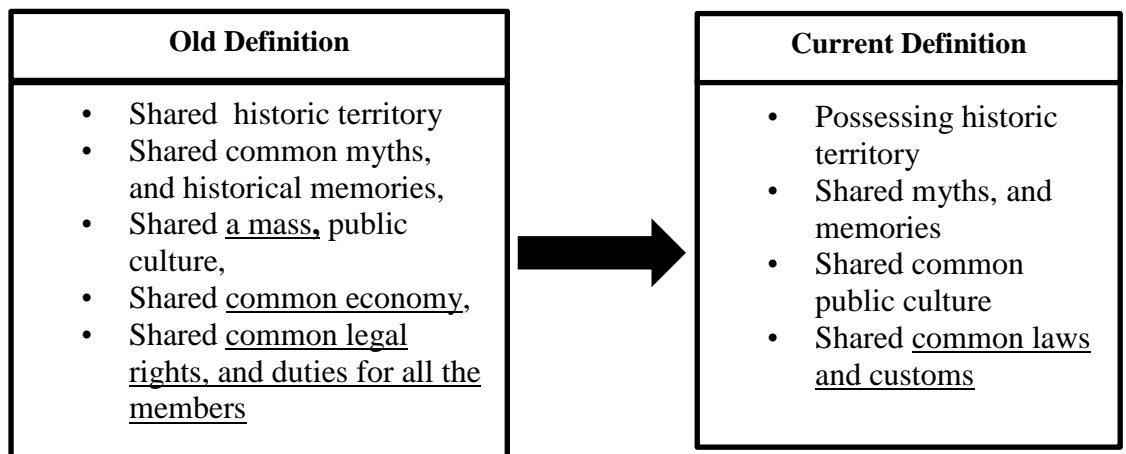 Old Definition
• Shared  historic territory
• Shared common myths,
and historical memories,
• Shared a mass, public
culture,
• Shared common economy,
• Shared common legal
rights, and duties for all the
members
Current Definition
• Possessing historic
territory
• Shared myths, and
memories
• Shared common
public culture
• Shared common laws
and customs